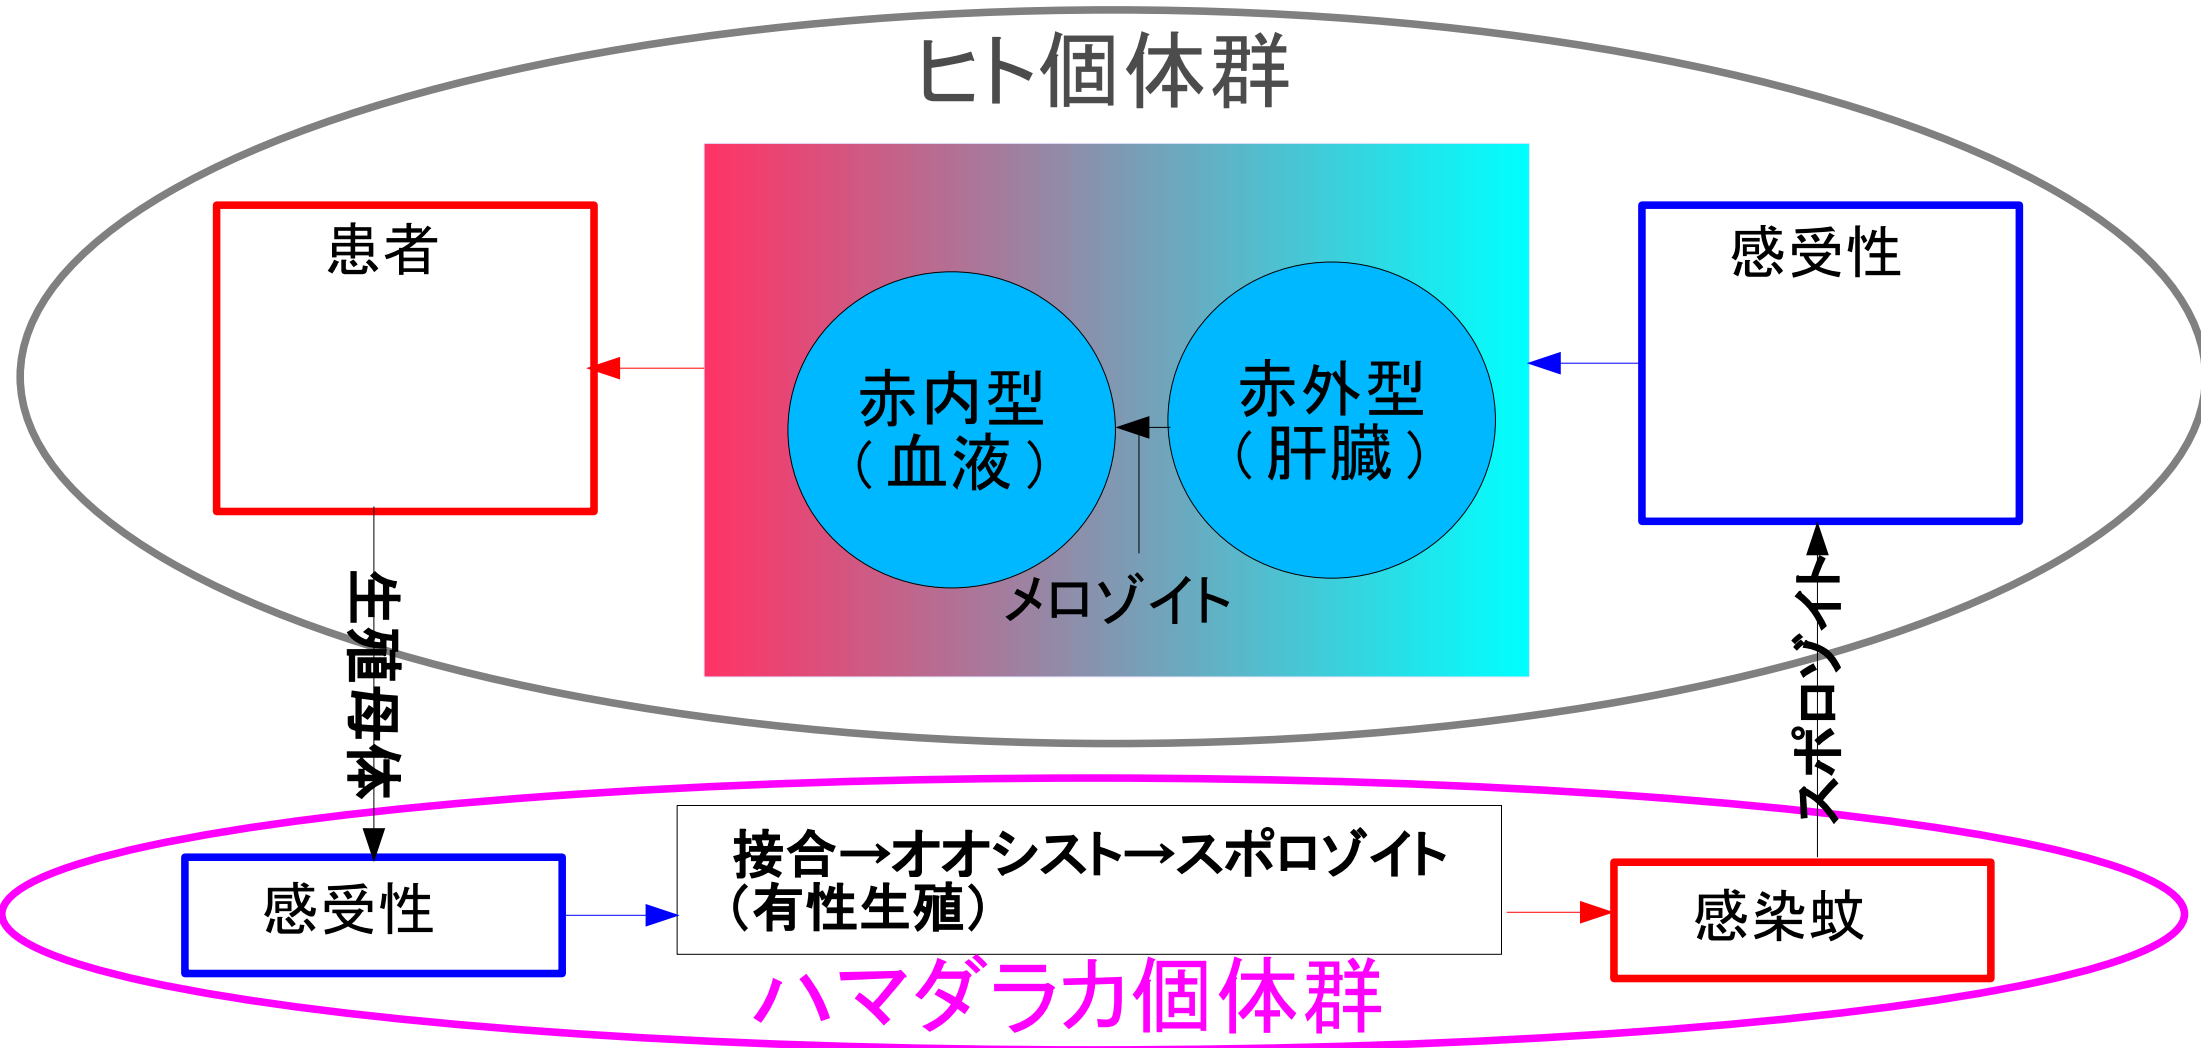 ヒト個体群
患者
赤内型
（血液）
赤外型
（肝臓）
メロゾイト
感受性
生殖母体
スポロゾイト
感受性
接合→オオシスト→スポロゾイト
（有性生殖）
感染蚊
ハマダラカ個体群